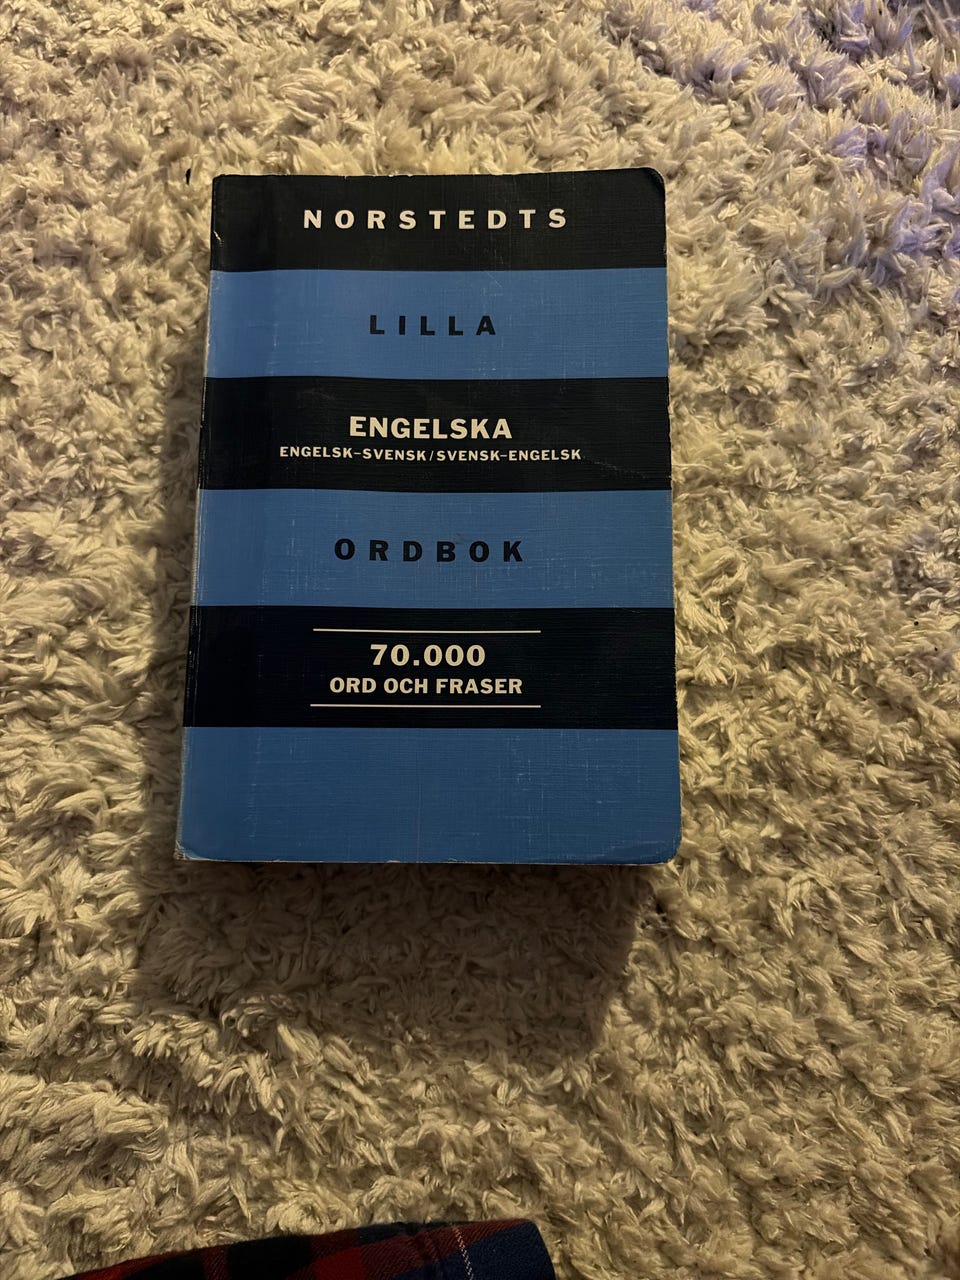 NORSTEDTS
LILLA
ENGELSKA
ENGELSK–SVENSK/SVENSK–ENGELSK
ORDBOK
70.000
ORD OCH FRASER